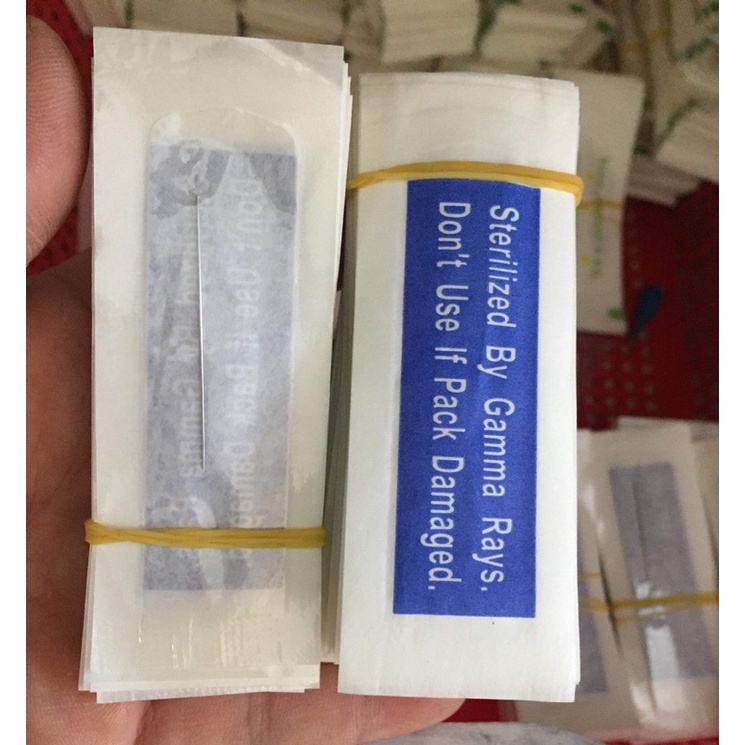 Sterilized By Gamma Rays.
Don't Use If Pack Damaged.